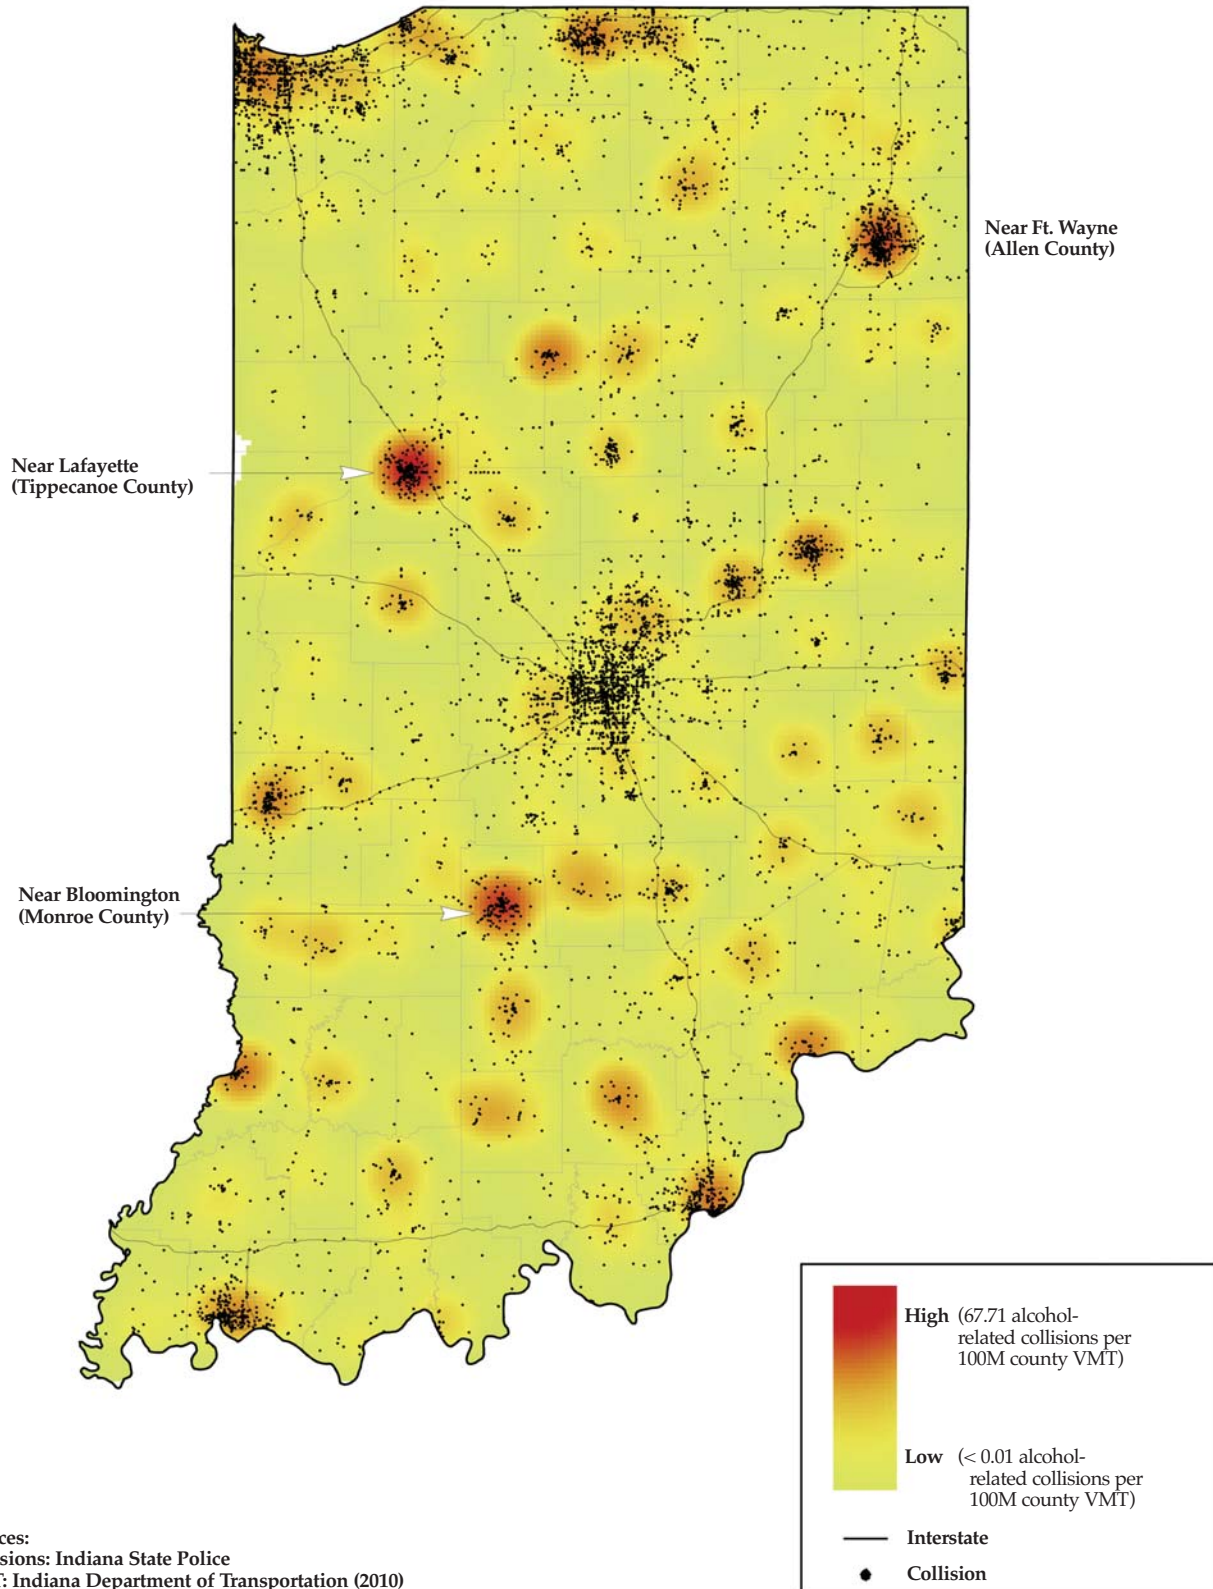 Near Ft. Wayne
(Allen County)
Near Lafayette
(Tippecanoe County)
Near Bloomington
(Monroe County)
High (67.71 alcohol-
related collisions per
100M county VMT)
Low (< 0.01 alcohol-
related collisions per
100M county VMT)
Interstate
Collision
ces:
sions: Indiana State Police
T: Indiana Department of Transportation (2010)